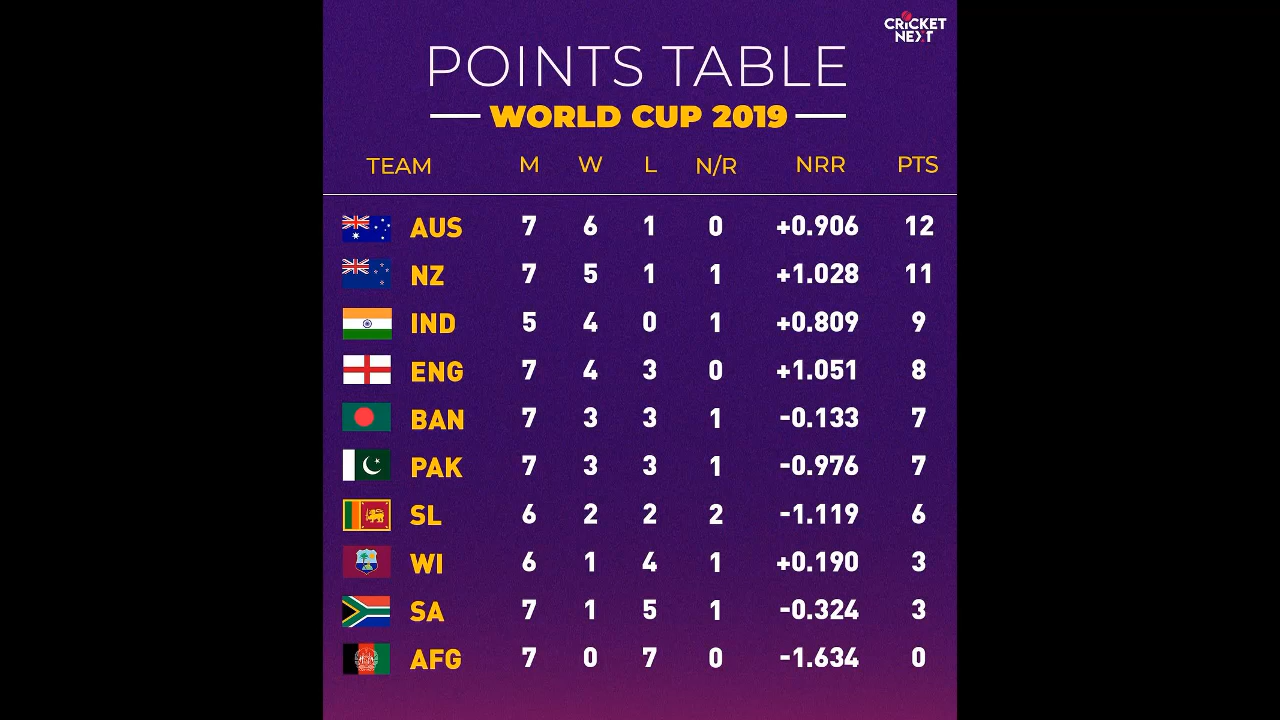 CRICKET
NEXT
POINTS TABLE
WORLD CUP 2019
TEAM M W L N/R NRR PTS
AUS 7 6 1 0 +0.906 12
NZ 7 5 1 1 +1.028 11
IND 5 4 0 1 +0.809 9
ENG 7 4 3 0 +1.051 8
BAN 7 3 3 1 -0.133 7
PAK 7 3 3 1 -0.976 7
SL 6 2 2 2 -1.119 6
WI 6 1 4 1 +0.190 3
SA 7 1 5 1 -0.324 3
AFG 7 0 7 0 -1.634 0